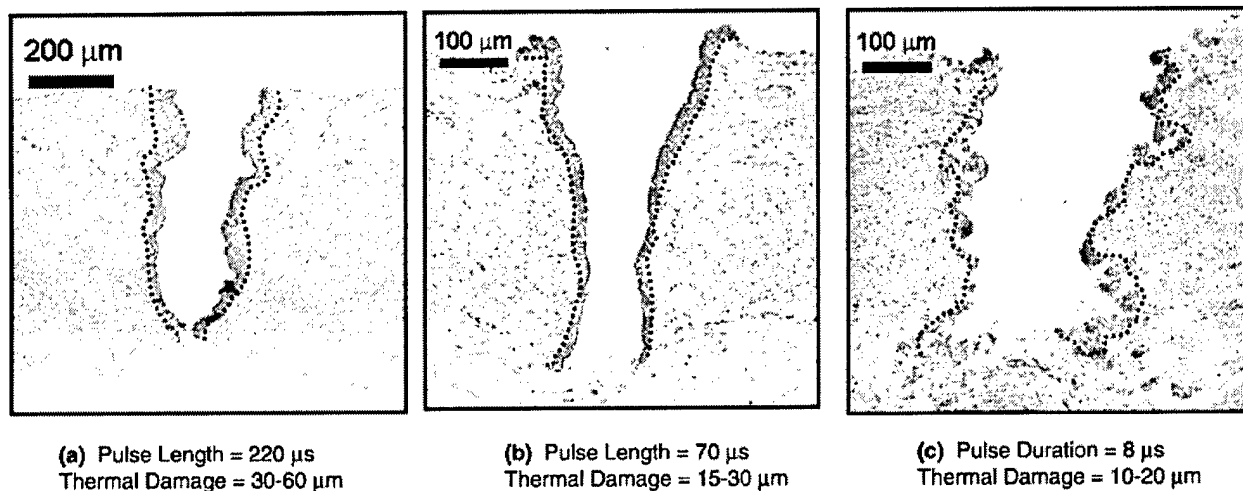 200 μm
100 μm
100 μm
(a) Pulse Length = 220 μs
Thermal Damage = 30-60 μm
(b) Pulse Length = 70 μs
Thermal Damage = 15-30 μm
(c) Pulse Duration = 8 μs
Thermal Damage = 10-20 μm